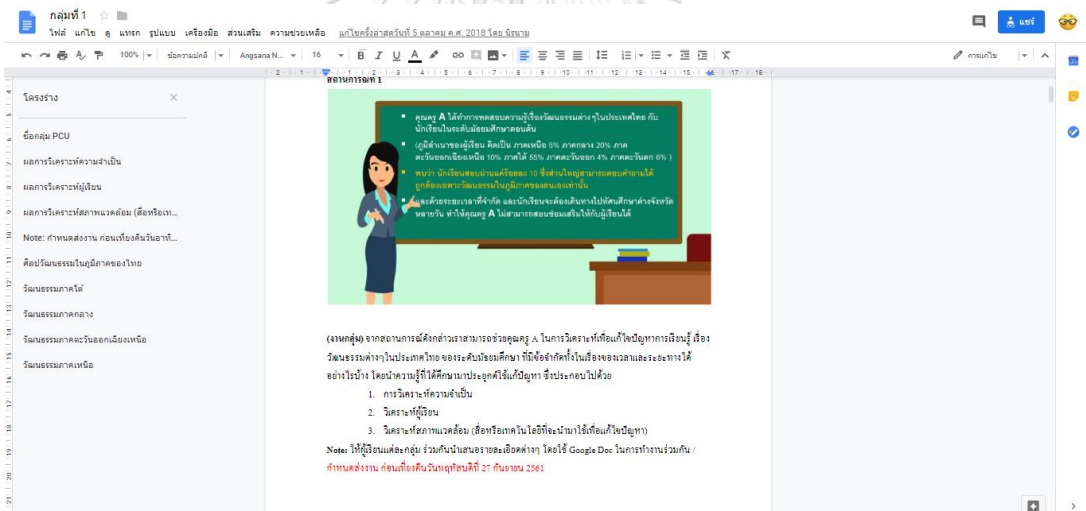 กลุ่มที่ 1
ไฟล์ แก้ไข ดู แทรก รูปแบบ เครื่องมือ ส่วนเสริม ความช่วยเหลือ แก้ไขครั้งล่าสุดวันที่ 5 ตุลาคม ค.ศ. 2018 โดย นิรนาม
แชร์
100% ข้อความปกติ Angsana N... 16 B I U A การแก้ไข
2 1 1 2 3 4 5 6 7 8 9 10 11 12 13 14 15 16 17 18
สถานการณ์ที่ 1
โครงร่าง
ชื่อกลุ่ม PCU
ผลการวิเคราะห์ความจำเป็น
ผลการวิเคราะห์ผู้เรียน
ผลการวิเคราะห์สภาพแวดล้อม (สื่อหรือเท...
Note: กำหนดส่งงาน ก่อนเที่ยงคืนวันอาทิ...
ศิลปวัฒนธรรมในภูมิภาคของไทย
วัฒนธรรมภาคใต้
วัฒนธรรมภาคกลาง
วัฒนธรรมภาคตะวันออกเฉียงเหนือ
วัฒนธรรมภาคเหนือ
คุณครู A ได้ทำการทดสอบความรู้เรื่องวัฒนธรรมต่างๆในประเทศไทย กับ
นักเรียนในระดับมัธยมศึกษาตอนต้น
(ภูมิลำเนาของผู้เรียน คิดเป็น ภาคเหนือ 5% ภาคกลาง 20% ภาค
ตะวันออกเฉียงเหนือ 10% ภาคใต้ 55% ภาคตะวันออก 4% ภาคตะวันตก 6% )
พบว่า นักเรียนสอบผ่านแค่ร้อยละ 10 ซึ่งส่วนใหญ่สามารถตอบคำถามได้
ถูกต้องเฉพาะวัฒนธรรมในภูมิภาคของตนเองเท่านั้น
และด้วยระยะเวลาที่จำกัด และนักเรียนจะต้องเดินทางไปทัศนศึกษาต่างจังหวัด
หลายวัน ทำให้คุณครู A ไม่สามารถสอนซ่อมเสริมให้กับผู้เรียนได้
(งานกลุ่ม) จากสถานการณ์ดังกล่าวเราสามารถช่วยคุณครู A ในการวิเคราะห์เพื่อแก้ไขปัญหาการเรียนรู้ เรื่อง
วัฒนธรรมต่างๆในประเทศไทย ของระดับมัธยมศึกษา ที่มีข้อจำกัดทั้งในเรื่องของเวลาและระยะทางได้
อย่างไรบ้าง โดยนำความรู้ที่ได้ศึกษามาประยุกต์ใช้แก้ปัญหา ซึ่งประกอบไปด้วย
1. การวิเคราะห์ความจำเป็น
2. วิเคราะห์ผู้เรียน
3. วิเคราะห์สภาพแวดล้อม (สื่อหรือเทคโนโลยีที่จะนำมาใช้เพื่อแก้ไขปัญหา)
Note: ให้ผู้เรียนแต่ละกลุ่ม ร่วมกันนำเสนอรายละเอียดต่างๆ โดยใช้ Google Doc ในการทำงานร่วมกัน /
กำหนดส่งงาน ก่อนเที่ยงคืนวันพฤหัสบดีที่ 27 กันยายน 2561